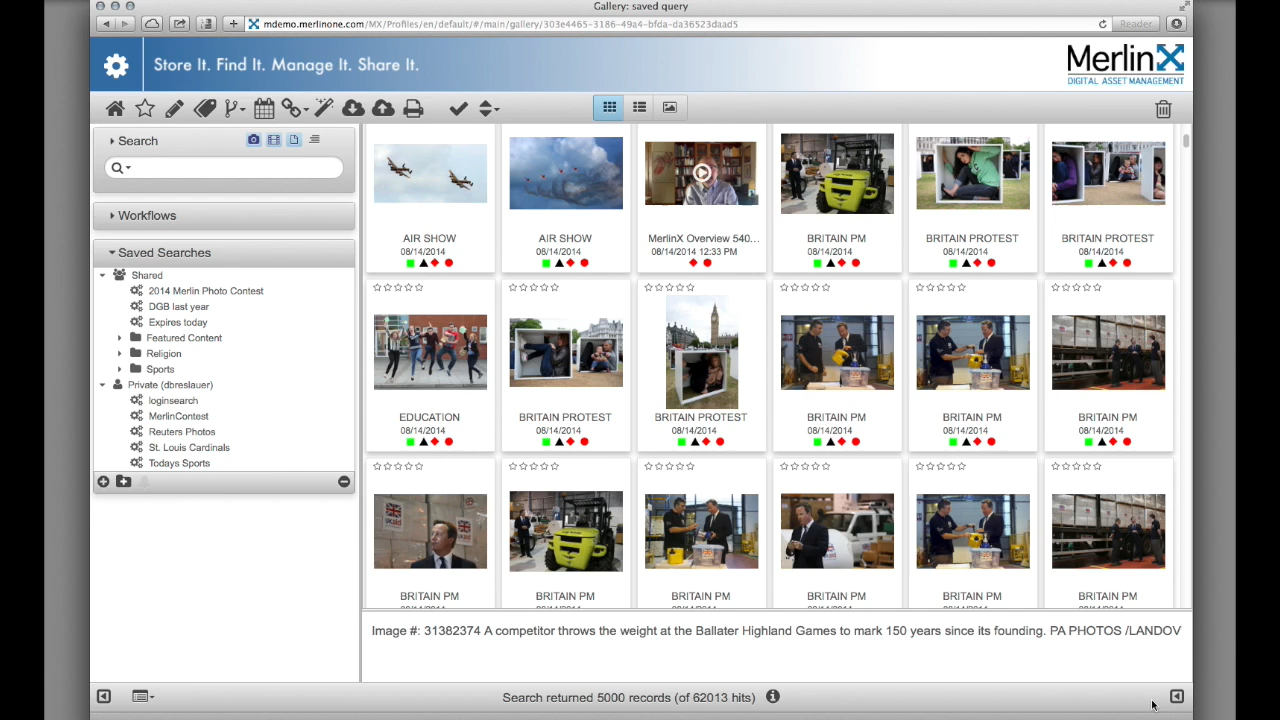 Gallery: saved query
mdemo.merlinone.com/MX/Profiles/en/default/#/main/gallery/303e4465-3186-49a4-bfda-da36523daad5
Reader
Store It. Find It. Manage It. Share It.
MerlinX
DIGITAL ASSET MANAGEMENT
Search
Workflows
Saved Searches
Shared
2014 Merlin Photo Contest
DGB last year
Expires today
Featured Content
Religion
Sports
Private (dbreslauer)
loginsearch
MerlinContest
Reuters Photos
St. Louis Cardinals
Todays Sports
AIR SHOW
08/14/2014
AIR SHOW
08/14/2014
MerlinX Overview 540...
08/14/2014 12:33 PM
BRITAIN PM
08/14/2014
BRITAIN PROTEST
08/14/2014
BRITAIN PROTEST
08/14/2014
EDUCATION
08/14/2014
BRITAIN PROTEST
08/14/2014
BRITAIN PROTEST
08/14/2014
BRITAIN PM
08/14/2014
BRITAIN PM
08/14/2014
BRITAIN PM
08/14/2014
BRITAIN PM
BRITAIN PM
BRITAIN PM
BRITAIN PM
BRITAIN PM
BRITAIN PM
Image #: 31382374 A competitor throws the weight at the Ballater Highland Games to mark 150 years since its founding. PA PHOTOS /LANDOV
Search returned 5000 records (of 62013 hits)